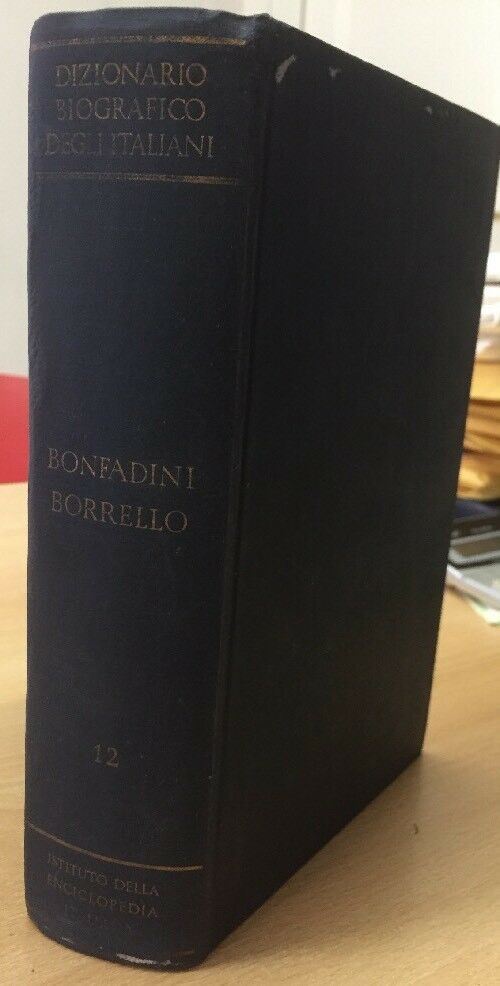 DIZIONARIO
BIOGRAFICO
DEGLI ITALIANI
BONFADINI
BORRELLO
12
ISTITUTO DELLA
ENCICLOPEDIA